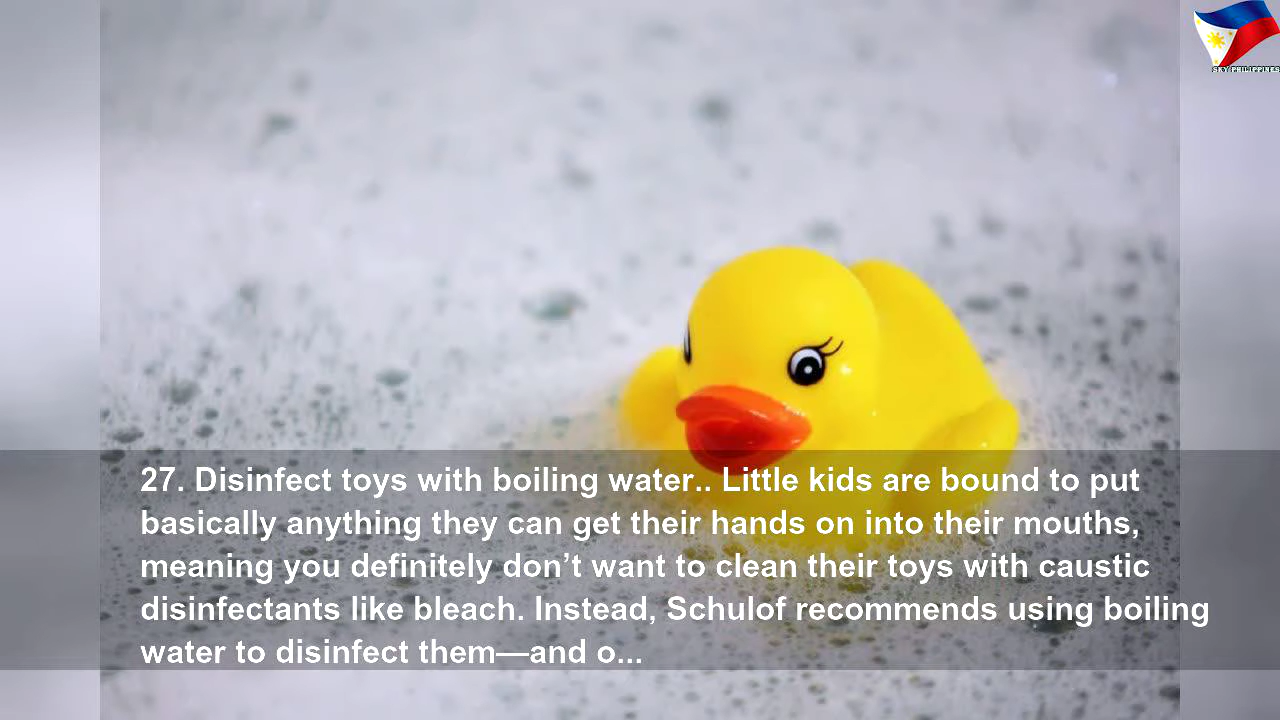 SKY PHILIPPINES
27. Disinfect toys with boiling water.. Little kids are bound to put
basically anything they can get their hands on into their mouths,
meaning you definitely don’t want to clean their toys with caustic
disinfectants like bleach. Instead, Schulof recommends using boiling
water to disinfect them—and o...